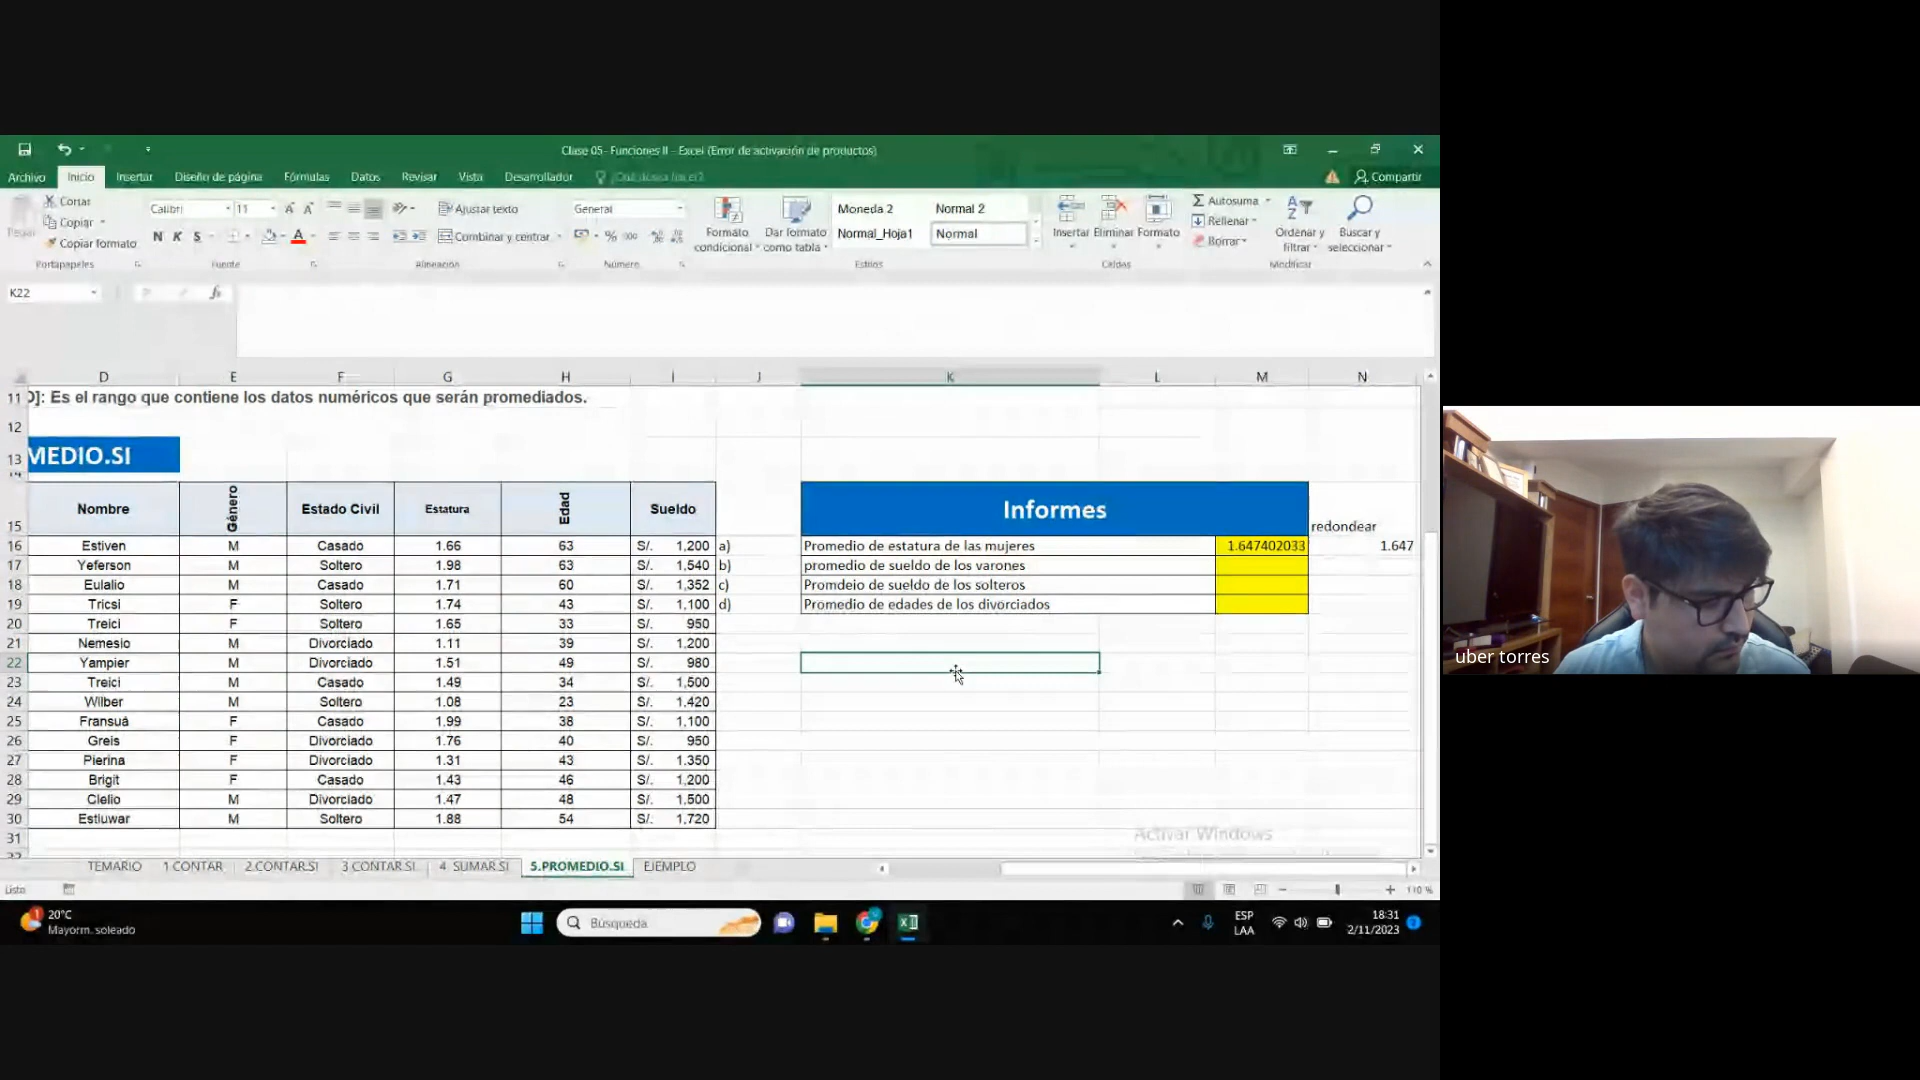 Clase 05- Funciones II - Excel (Error de activación de productos)
Archivo Inicio Insertar Diseño de página Fórmulas Datos Revisar Vista Desarrollador Compartir
Cortar
Copiar
Copiar formato
Portapapeles
Calibri 11
N K S
Fuente
Ajustar texto
Combinar y centrar
Alineación
General
% 000
Número
Formato condicional
Dar formato como tabla
Moneda 2 Normal 2
Normal_Hoja1 Normal
Estilos
Insertar Eliminar Formato
Celdas
Autosuma
Rellenar
Borrar
Ordenar y filtrar
Buscar y seleccionar
Modificar
K22 fx
D E F G H I J K L M N
11 O]: Es el rango que contiene los datos numéricos que serán promediados.
12
13 MEDIO.SI
14
15 Nombre Género Estado Civil Estatura Edad Sueldo Informes redondear
16 Estiven M Casado 1.66 63 S/. 1,200 a) Promedio de estatura de las mujeres 1.647402033 1.647
17 Yeferson M Soltero 1.98 63 S/. 1,540 b) promedio de sueldo de los varones
18 Eulalio M Casado 1.71 60 S/. 1,352 c) Promdeio de sueldo de los solteros
19 Tricsi F Soltero 1.74 43 S/. 1,100 d) Promedio de edades de los divorciados
20 Treici F Soltero 1.65 33 S/. 950
21 Nemesio M Divorciado 1.11 39 S/. 1,200
22 Yampier M Divorciado 1.51 49 S/. 980
23 Treici M Casado 1.49 34 S/. 1,500
24 Wilber M Soltero 1.08 23 S/. 1,420
25 Fransuá F Casado 1.99 38 S/. 1,100
26 Greis F Divorciado 1.76 40 S/. 950
27 Pierina F Divorciado 1.31 43 S/. 1,350
28 Brigit F Casado 1.43 46 S/. 1,200
29 Clelio M Divorciado 1.47 48 S/. 1,500
30 Estiuwar M Soltero 1.88 54 S/. 1,720
31
Activar Windows
TEMARIO 1.CONTAR 2.CONTAR.SI 3.CONTAR.SI. 4. SUMAR.SI 5.PROMEDIO.SI EJEMPLO
Listo 110 %
20°C
Mayorm. soleado
Búsqueda
ESP
LAA
18:31
2/11/2023
uber torres